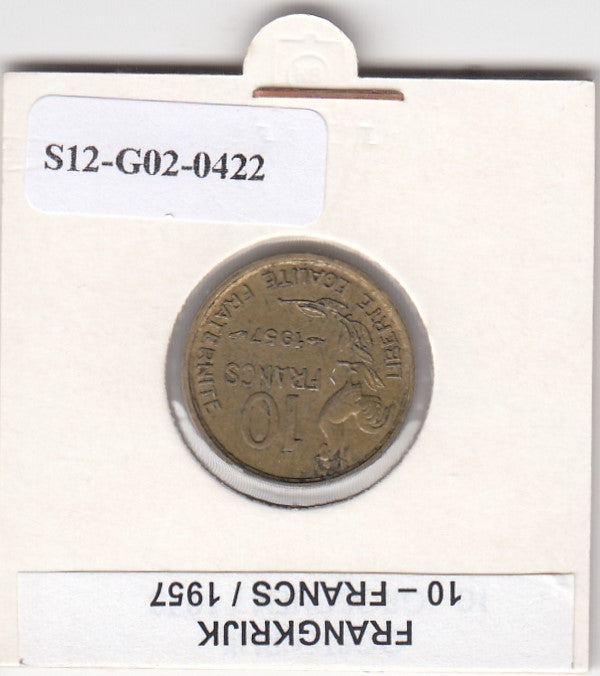 S12-G02-0422
10
FRANCS
1957
LIBERTE EGALITE FRATERNITE
FRANGKRIJK
10 – FRANCS / 1957